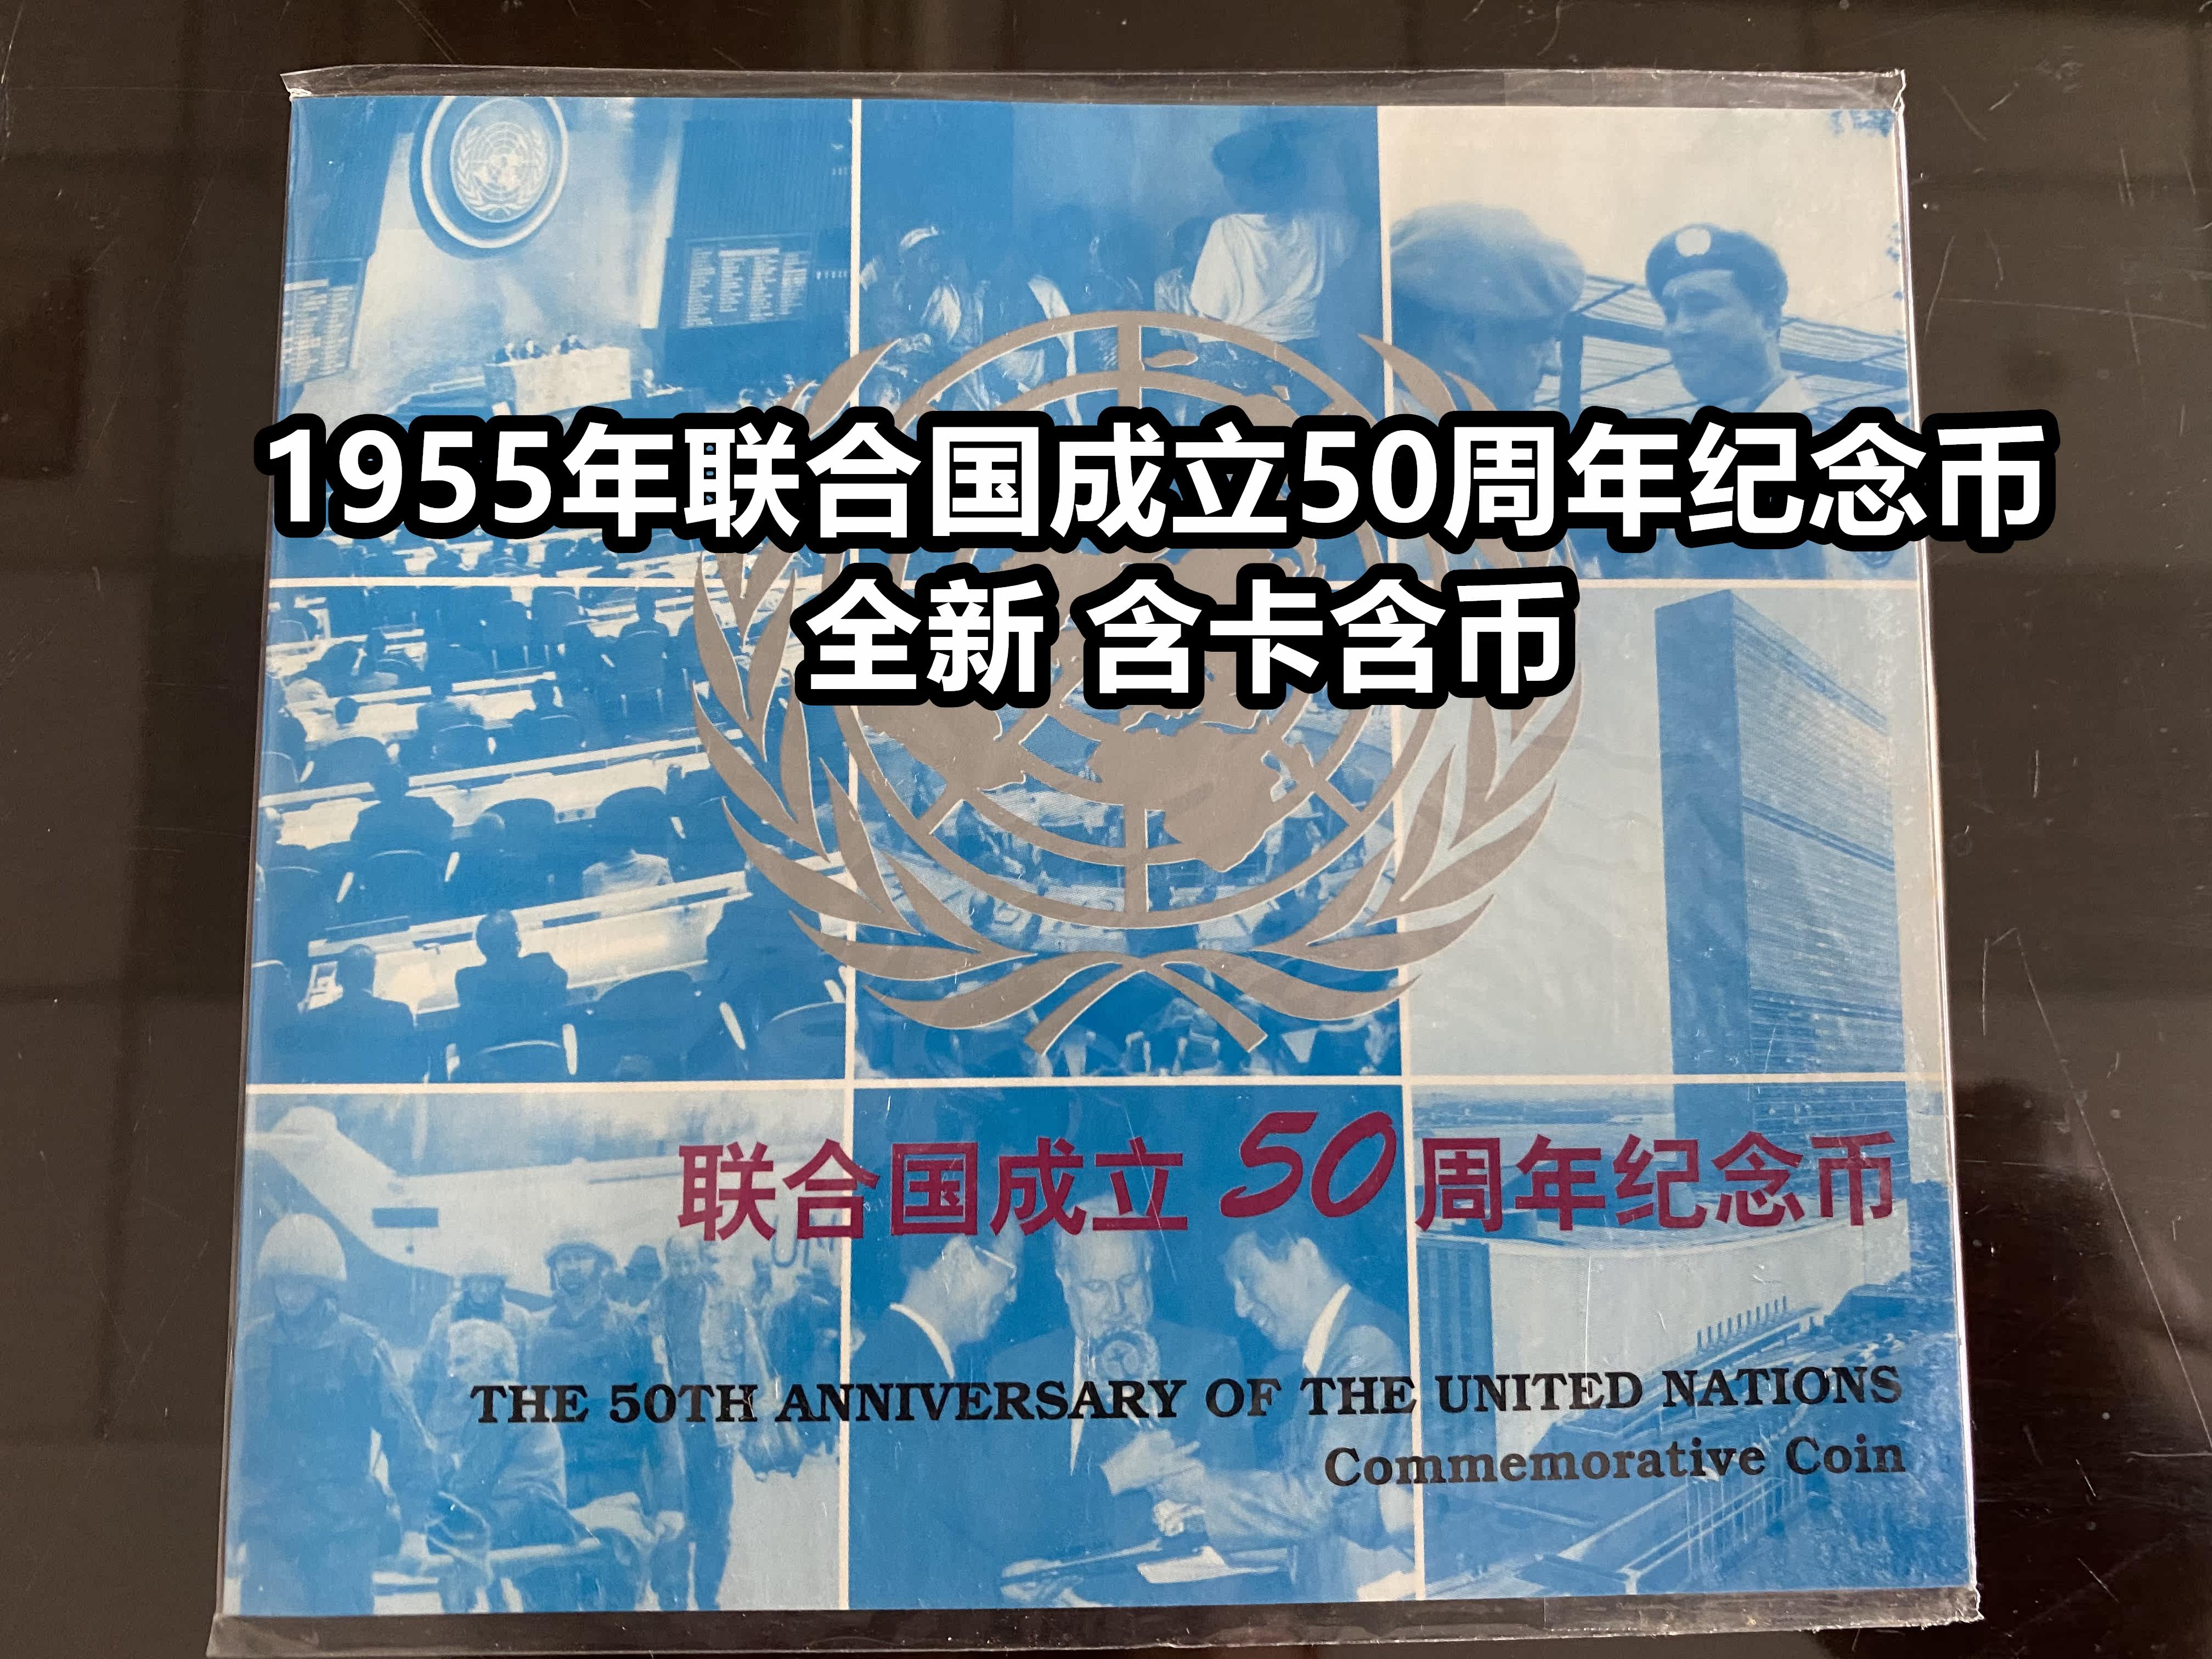 1955年联合国成立50周年纪念币
全新 含卡含币
联合国成立50周年纪念币
THE 50TH ANNIVERSARY OF THE UNITED NATIONS
Commemorative Coin